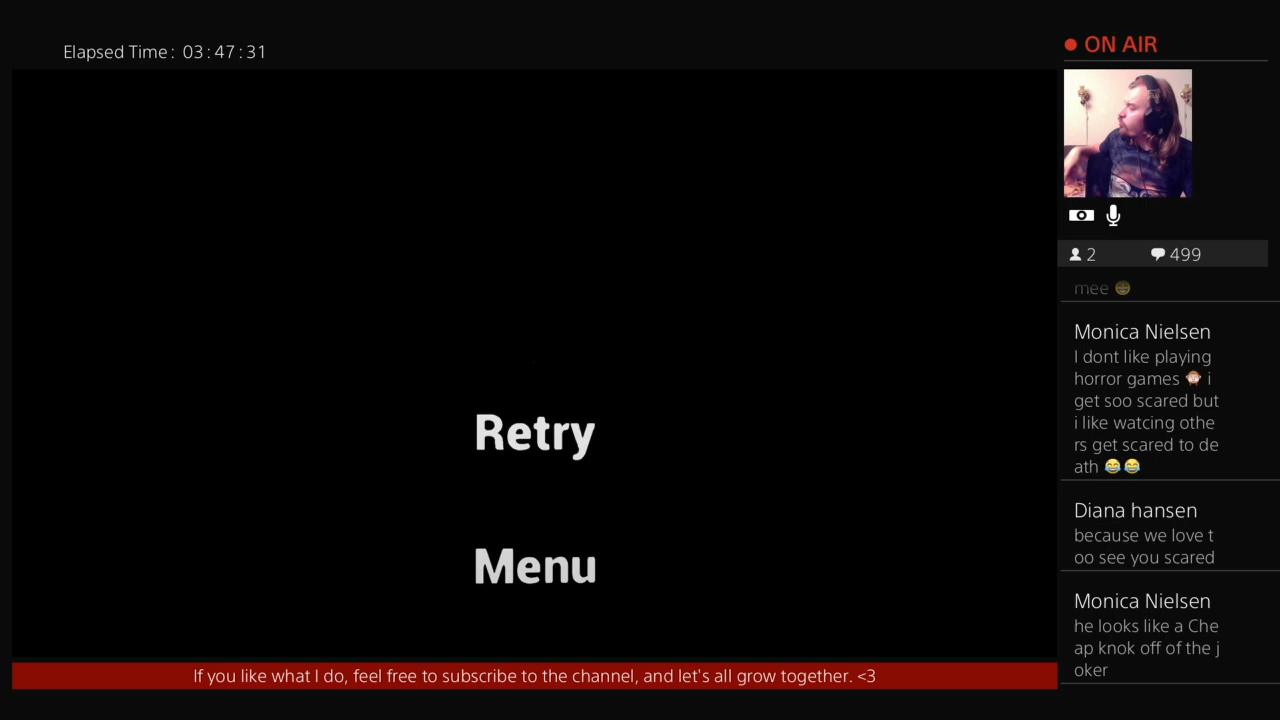 Elapsed Time: 03:47:31
ON AIR
2 499
mee
Monica Nielsen
I dont like playing
horror games i
get soo scared but
i like watcing othe
rs get scared to de
ath
Diana hansen
because we love t
oo see you scared
Monica Nielsen
he looks like a Che
ap knok off of the j
oker
Retry
Menu
If you like what I do, feel free to subscribe to the channel, and let's all grow together. <3